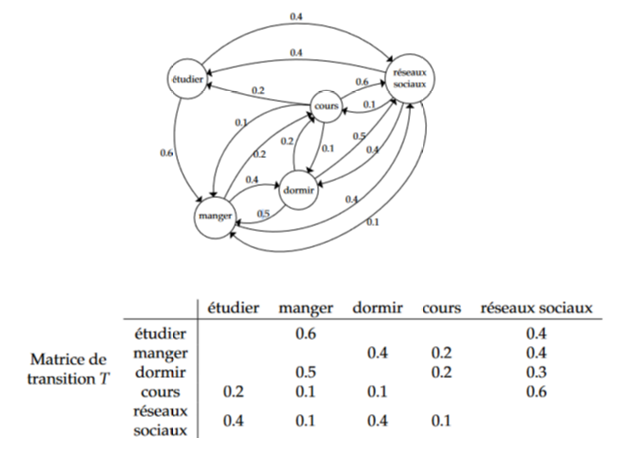 0.4
0.4
étudier
réseaux
sociaux
0.6
0.2
cours
0.1
0.1
0.5
0.2
0.1
0.4
0.6
0.2
0.4
dormir
0.4
manger
0.5
0.1
étudier manger dormir cours réseaux sociaux
étudier 0.6 0.4
manger 0.4 0.2 0.4
Matrice de
transition T
dormir 0.5 0.2 0.3
cours 0.2 0.1 0.1 0.6
réseaux
sociaux
0.4 0.1 0.4 0.1